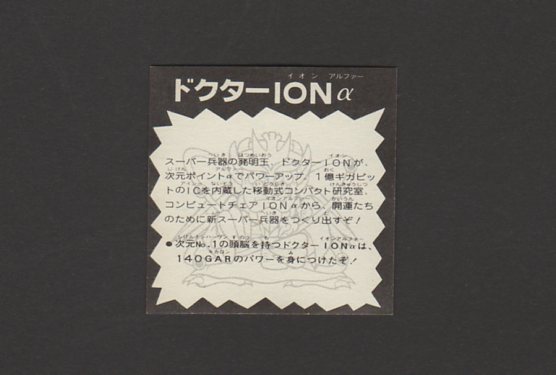 ドクターIONα
スーパー兵器の発明王、ドクターIONが、
次元ポイントαでパワーアップ。1億ギガビッ
トのICを内蔵した移動式コンパクト研究室、
コンピュートチェアIONαから、開運たち
のために新スーパー兵器をつくり出すぞ!
●次元No.1の頭脳を持つドクターIONαは、
140GARのパワーを身につけたぞ!